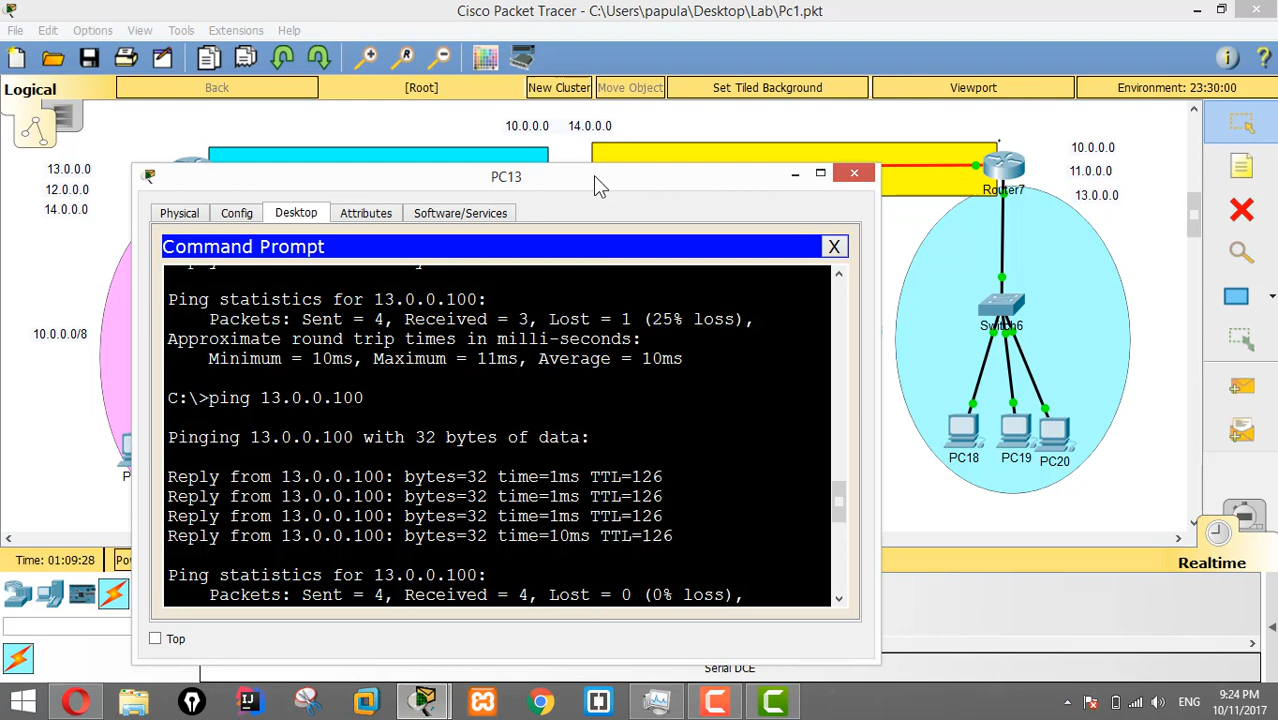 Cisco Packet Tracer - C:\Users\papula\Desktop\Lab\Pc1.pkt
File Edit Options View Tools Extensions Help
Logical Back [Root] New Cluster Move Object Set Tiled Background Viewport Environment: 23:30:00
10.0.0.0 14.0.0.0
13.0.0.0
12.0.0.0
14.0.0.0
10.0.0.0
11.0.0.0
13.0.0.0
Router7
10.0.0.0/8
Switch6
PC18 PC19 PC20
PC13
Physical Config Desktop Attributes Software/Services
Command Prompt X
Ping statistics for 13.0.0.100:
Packets: Sent = 4, Received = 3, Lost = 1 (25% loss),
Approximate round trip times in milli-seconds:
Minimum = 10ms, Maximum = 11ms, Average = 10ms
C:\>ping 13.0.0.100
Pinging 13.0.0.100 with 32 bytes of data:
Reply from 13.0.0.100: bytes=32 time=1ms TTL=126
Reply from 13.0.0.100: bytes=32 time=1ms TTL=126
Reply from 13.0.0.100: bytes=32 time=1ms TTL=126
Reply from 13.0.0.100: bytes=32 time=10ms TTL=126
Ping statistics for 13.0.0.100:
Packets: Sent = 4, Received = 4, Lost = 0 (0% loss),
Top
Time: 01:09:28
Realtime
Serial DCE
ENG
9:24 PM
10/11/2017